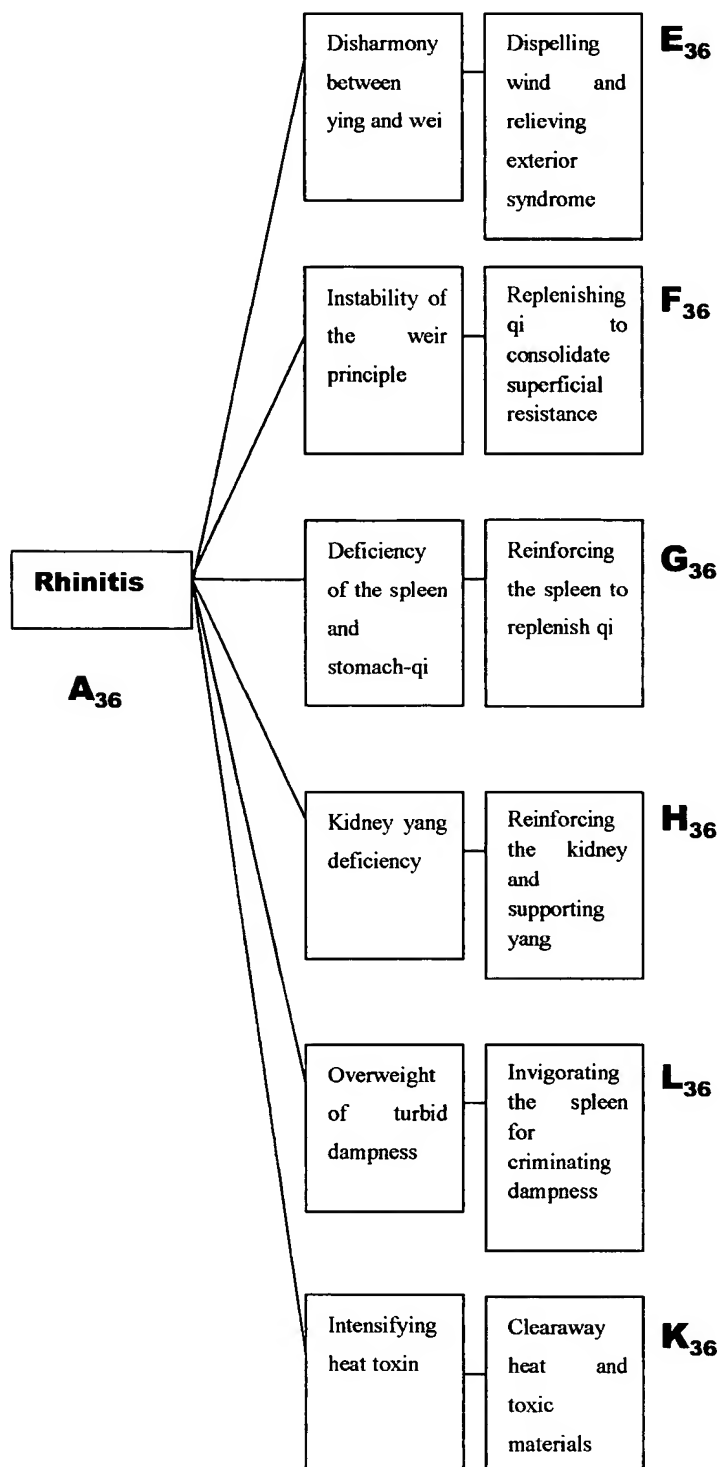 Rhinitis
A36
Disharmony
between
ying and wei
Dispelling
wind and
relieving
exterior
syndrome
E36
Instability of
the weir
principle
Replenishing
qi to
consolidate
superficial
resistance
F36
Deficiency
of the spleen
and
stomach-qi
Reinforcing
the spleen to
replenish qi
G36
Kidney yang
deficiency
Reinforcing
the kidney
and
supporting
yang
H36
Overweight
of turbid
dampness
Invigorating
the spleen
for
criminating
dampness
L36
Intensifying
heat toxin
Clearaway
heat and
toxic
materials
K36